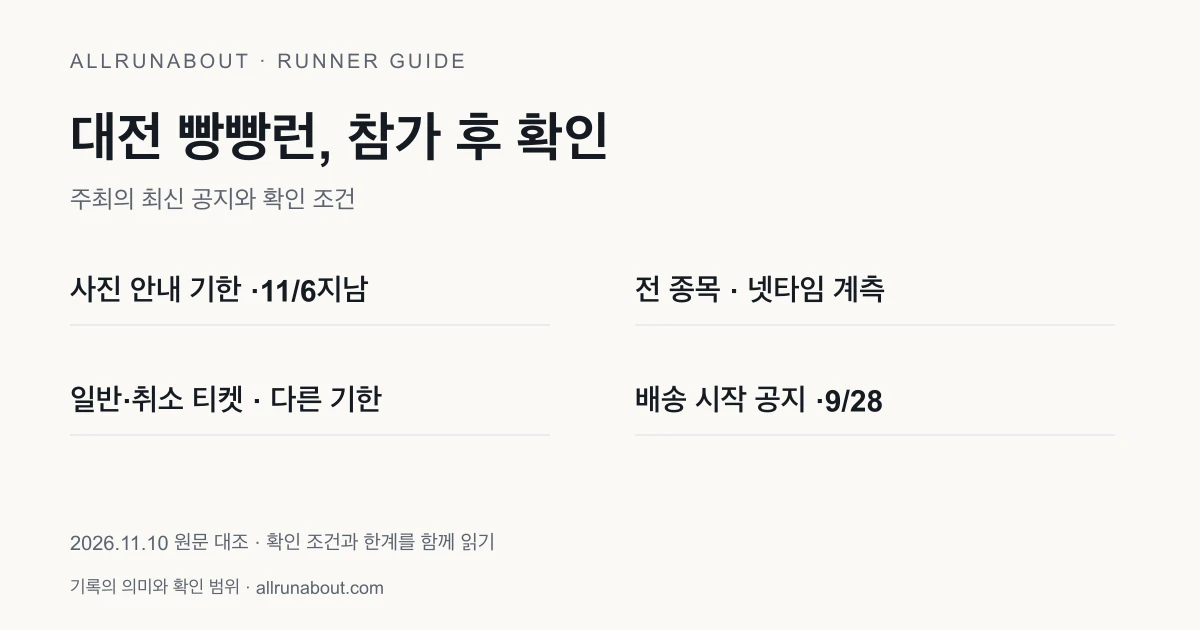 ALLRUNABOUT · RUNNER GUIDE
대전 빵빵런, 참가 후 확인
주최의 최신 공지와 확인 조건
사진 안내 기한 ·11/6지남
전 종목 · 넷타임 계측
일반·취소 티켓 · 다른 기한
배송 시작 공지 ·9/28
2026.11.10 원문 대조 · 확인 조건과 한계를 함께 읽기
기록의 의미와 확인 범위 · allrunabout.com